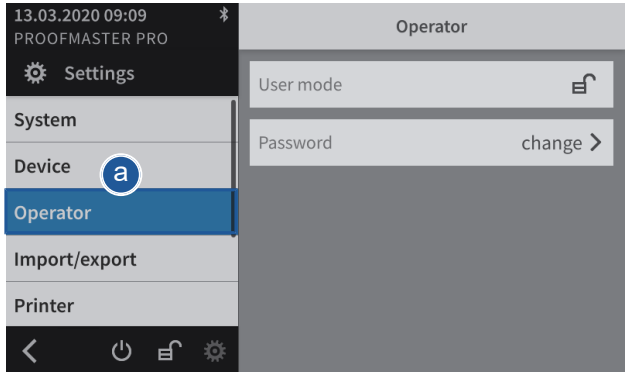 13.03.2020 09:09
PROOFMASTER PRO
Settings
System
Device
a
Operator
Import/export
Printer
Operator
User mode
Password change